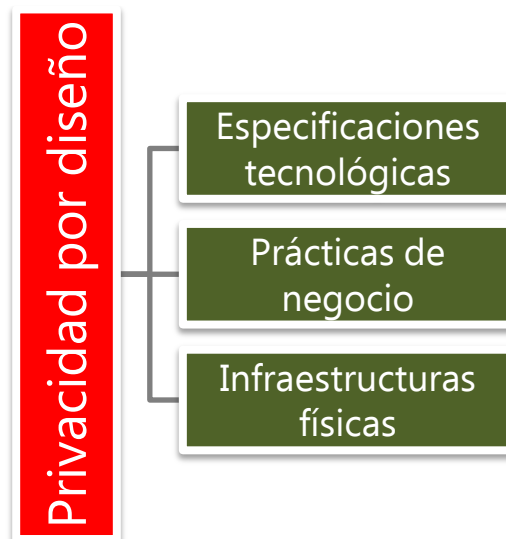 Privacidad por diseño
Especificaciones
tecnológicas
Prácticas de
negocio
Infraestructuras
físicas